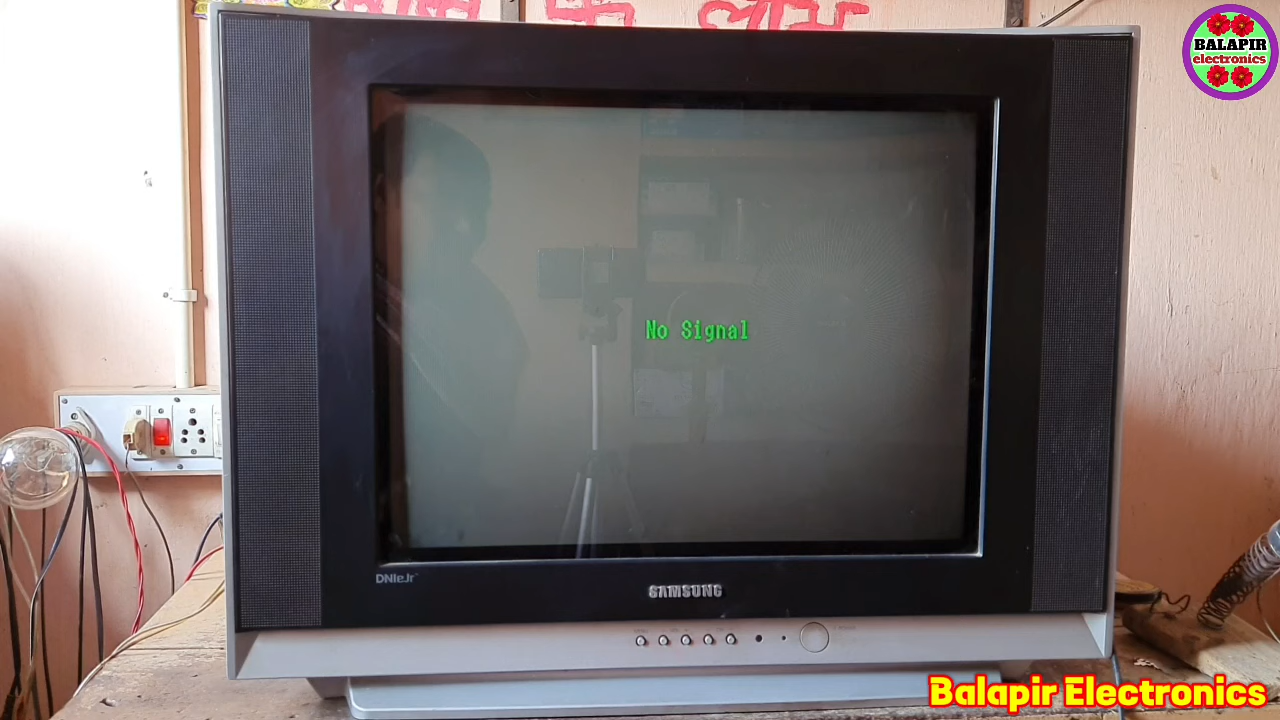 BALAPIR
electronics
No Signal
DNIeJr
SAMSUNG
Balapir Electronics